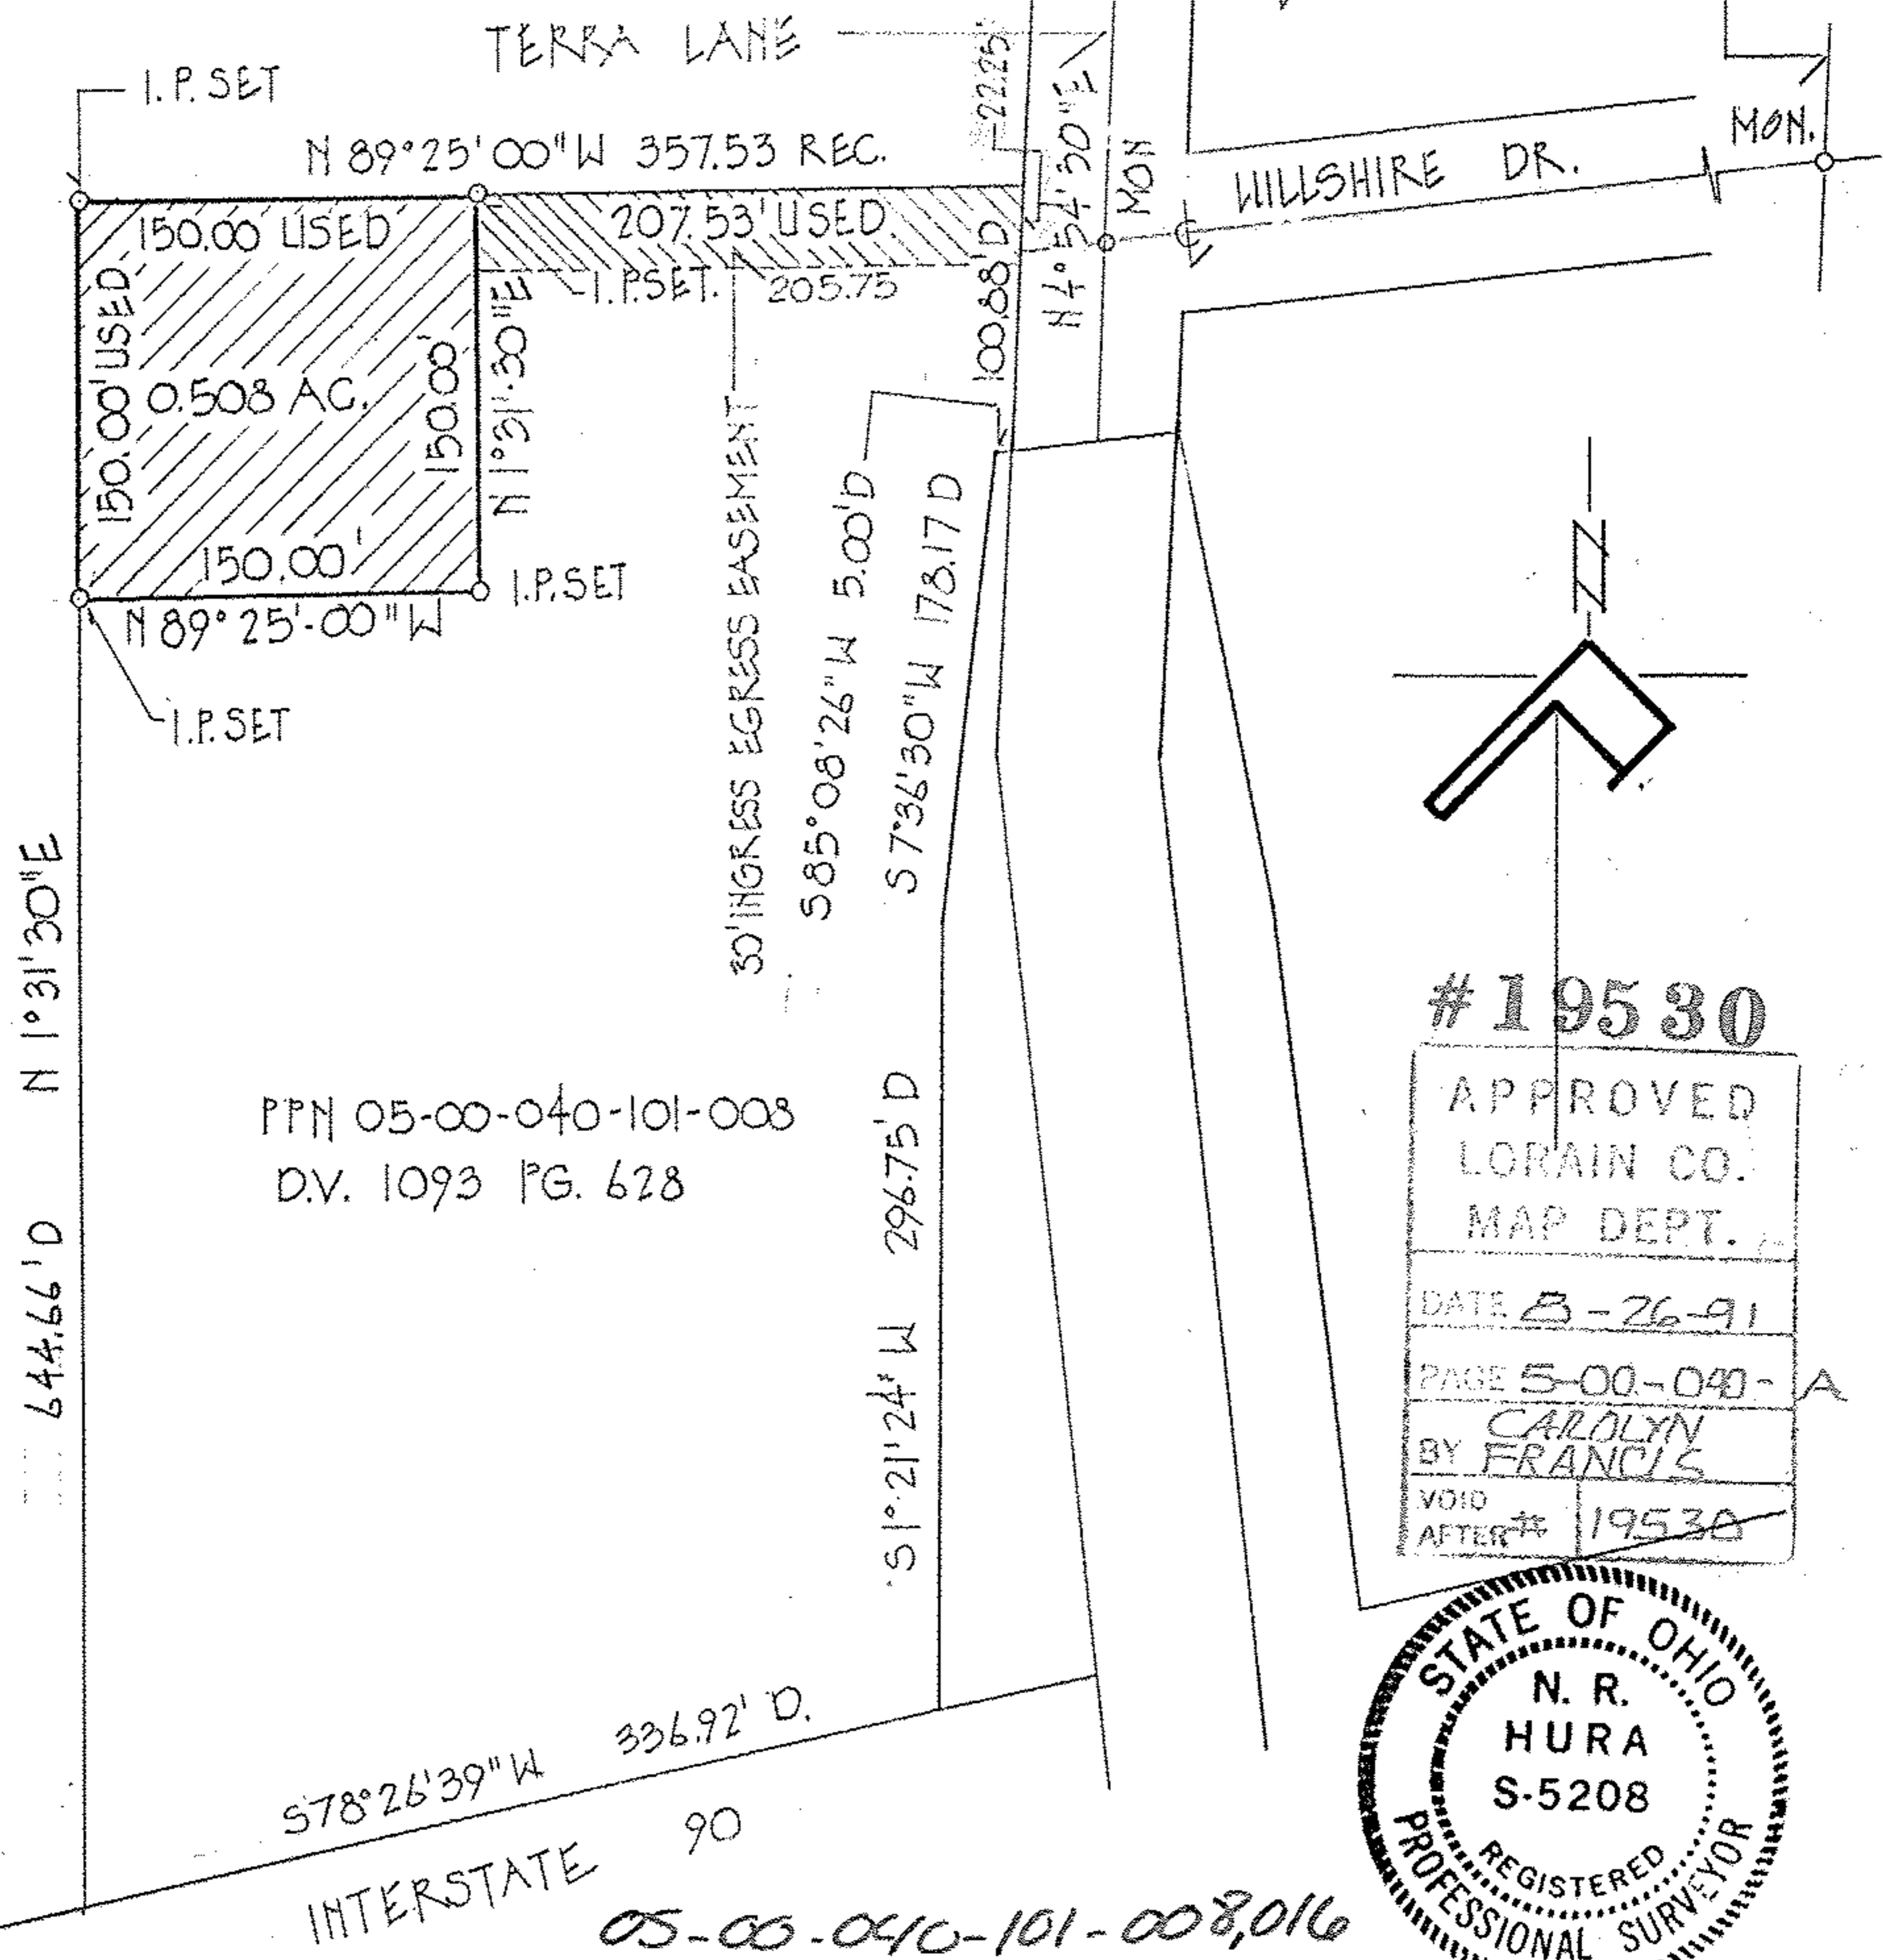 TERRA LANE
I.P. SET
N 89°25'00"W 357.53 REC.
22.25'
N 4°54'30"E
MON
WILLSHIRE DR.
MON.
150.00 USED
207.53' USED
I.P. SET.
205.75
100.88' D
150.00' USED
0.508 AC.
150.00'
N 1°31'-30"E
150.00'
N 89°25'-00"W
I.P. SET
I.P. SET
30' INGRESS EGRESS EASEMENT
S85°08'26"W 5.00'D
S 7°36'30"W 178.17 D
N
N 1°31'30"E
644.66' D
PPN 05-00-040-101-008
D.V. 1093 PG. 628
S 1°21'24" W 296.75' D
#19530
APPROVED
LORAIN CO.
MAP DEPT.
DATE 8-26-91
PAGE 5-00-040-A
BY CAROLYN
FRANCIS
VOID
AFTER # 19530
STATE OF OHIO
N. R.
HURA
S-5208
REGISTERED
PROFESSIONAL SURVEYOR
S78°26'39"W 336.92' D.
INTERSTATE 90
05-00-040-101-008,016